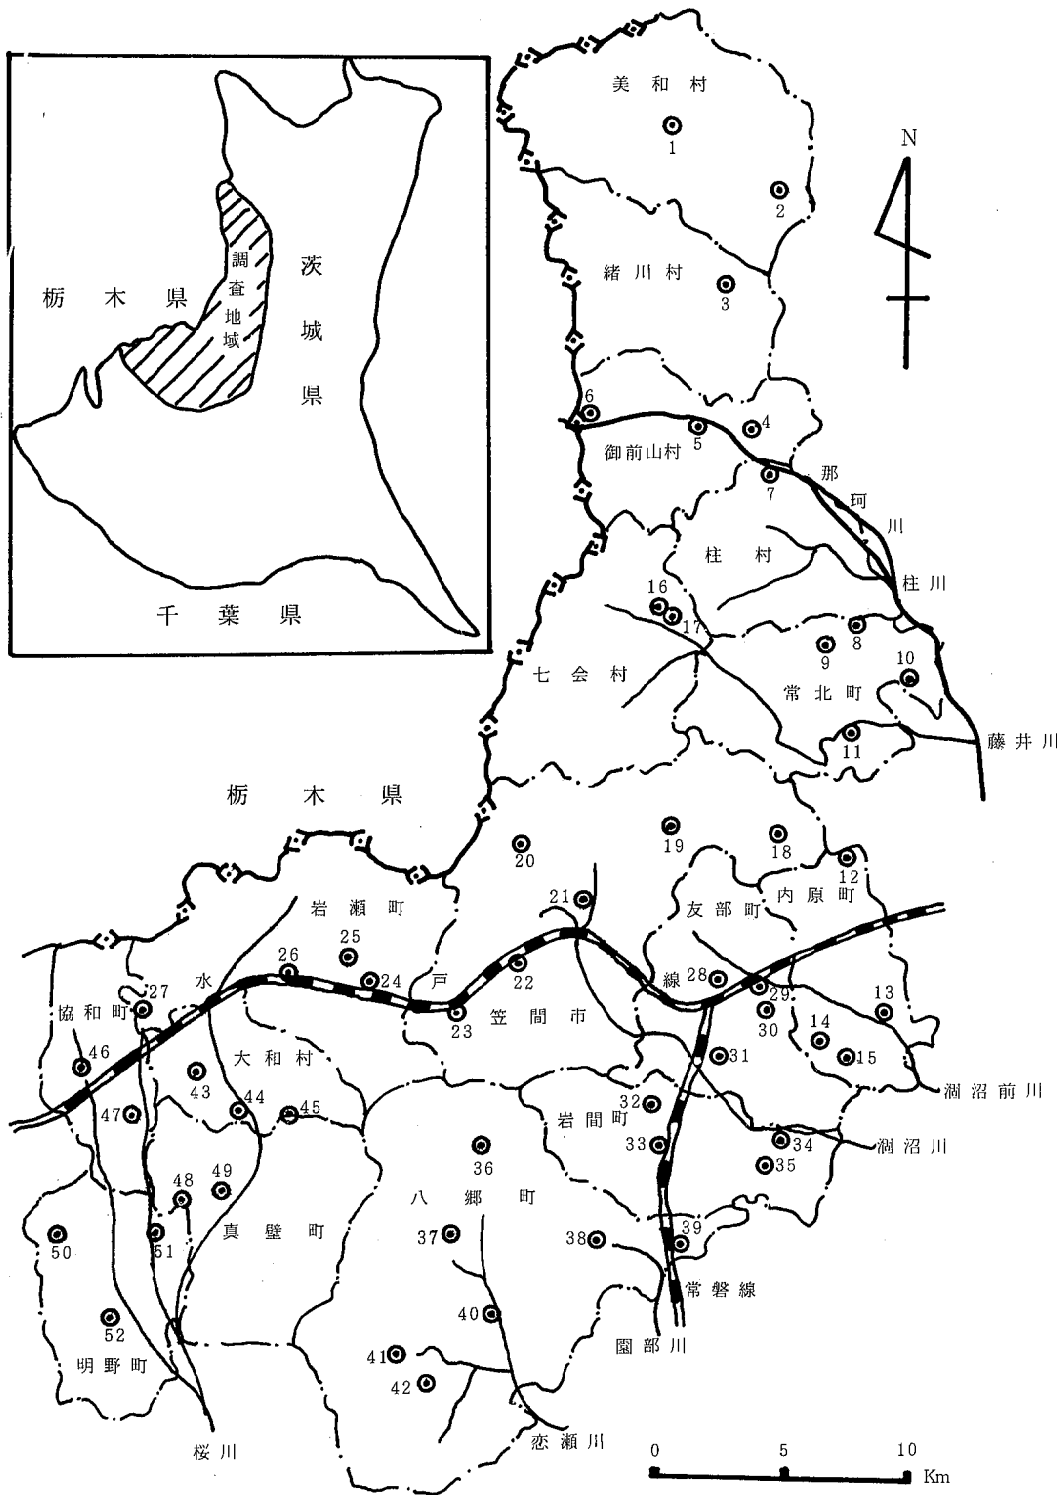 美和村
1
2
N
緒川村
3
6
4
5
御前山村
7
那珂川
桂村
桂川
16
17
8
9
10
七会村
常北町
11
藤井川
栃木県
茨城県
調査地域
千葉県
栃木県
20
19
18
12
21
内原町
岩瀬町
友部町
25
26
24
水戸線
22
28
29
27
協和町
23
笠間市
30
13
14
15
46
大和村
31
43
44
45
32
岩間町
涸沼前川
47
33
34
涸沼川
36
35
48
49
八郷町
50
51
真壁町
37
38
39
常磐線
40
52
41
園部川
明野町
42
桜川
恋瀬川
0 5 10
Km